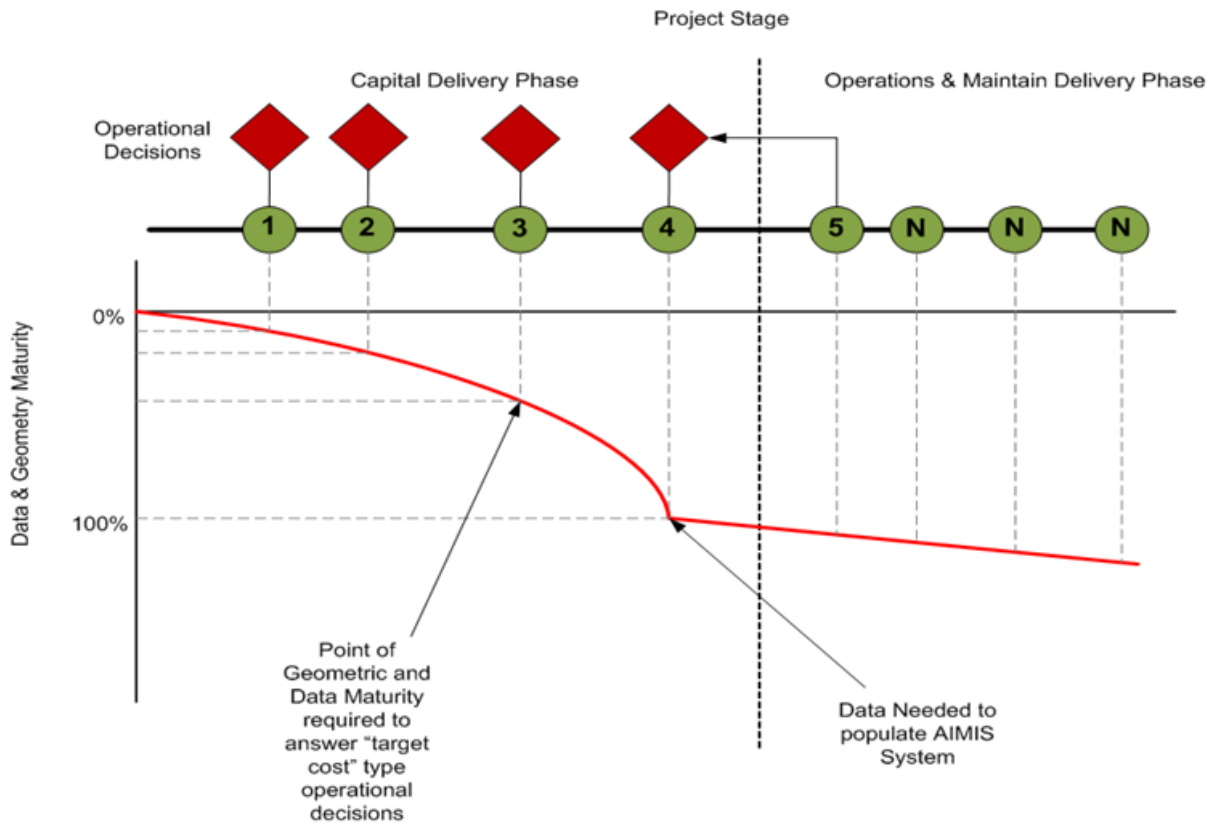 Project Stage
Capital Delivery Phase
Operations & Maintain Delivery Phase
Operational
Decisions
1
2
3
4
5
N
N
N
0%
100%
Data & Geometry Maturity
Point of
Geometric and
Data Maturity
required to
answer “target
cost” type
operational
decisions
Data Needed to
populate AIMIS
System